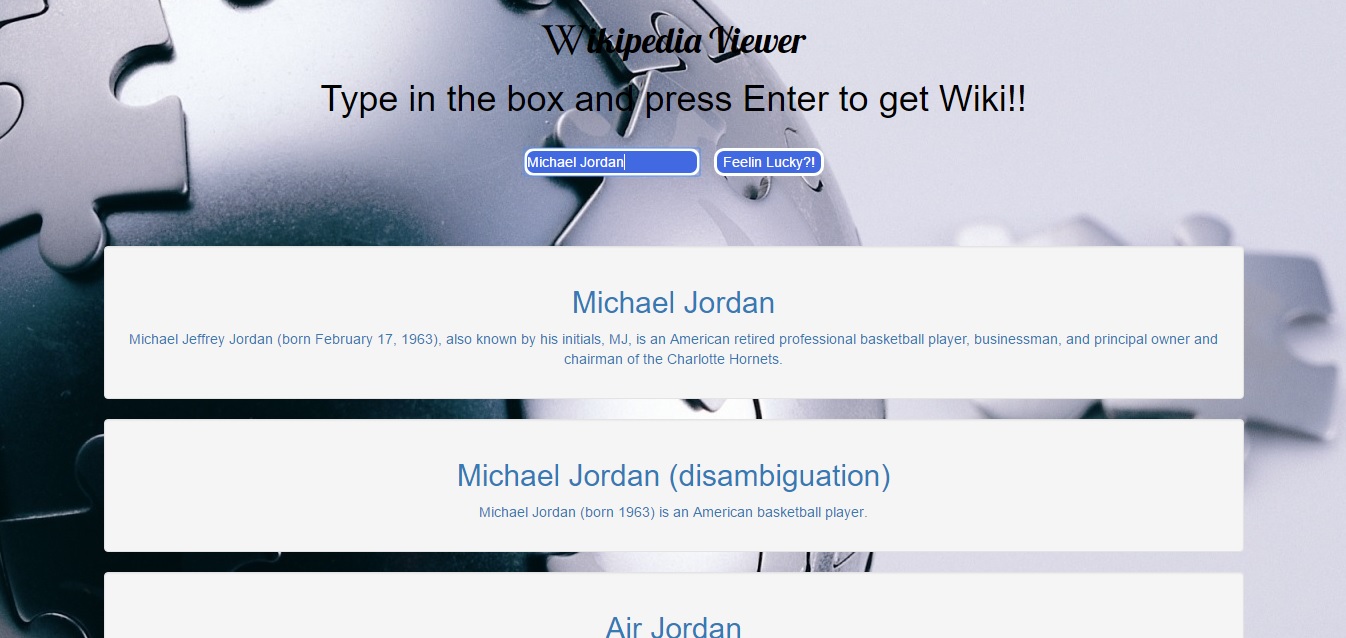 Wikipedia Viewer
Type in the box and press Enter to get Wiki!!
Michael Jordan
Feelin Lucky?!
Michael Jordan
Michael Jeffrey Jordan (born February 17, 1963), also known by his initials, MJ, is an American retired professional basketball player, businessman, and principal owner and
chairman of the Charlotte Hornets.
Michael Jordan (disambiguation)
Michael Jordan (born 1963) is an American basketball player.
Air Jordan